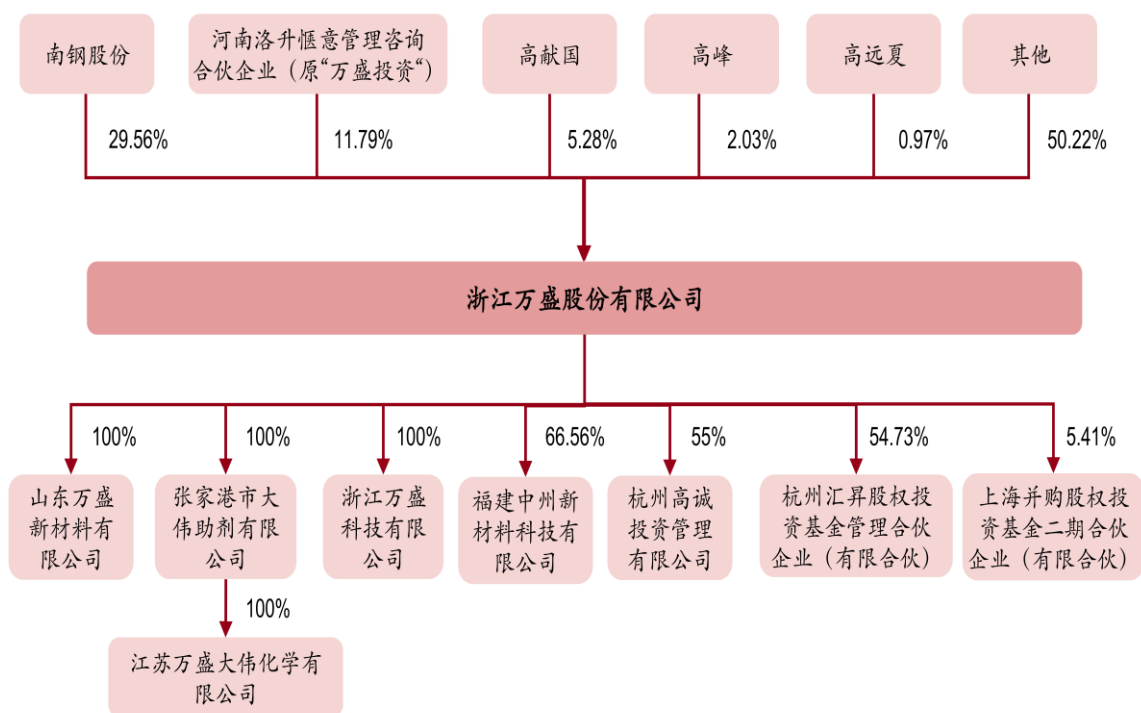 南钢股份
河南洛升惬意管理咨询
合伙企业（原“万盛投资“）
高献国
高峰
高远夏
其他
29.56%
11.79%
5.28%
2.03%
0.97%
50.22%
浙江万盛股份有限公司
100%
100%
100%
66.56%
55%
54.73%
5.41%
山东万盛
新材料有
限公司
张家港市大
伟助剂有限
公司
浙江万盛
科技有限
公司
福建中州新
材料科技有
限公司
杭州高诚
投资管理
有限公司
杭州汇昇股权投
资基金管理合伙
企业（有限合伙）
上海并购股权投
资基金二期合伙
企业（有限合伙）
100%
江苏万盛大伟化学有
限公司